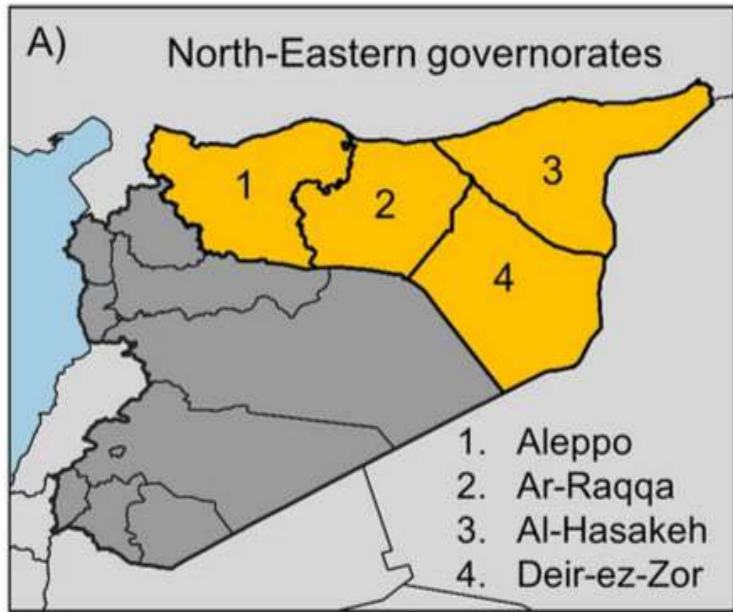 A)
North-Eastern governorates
1
2
3
4
1. Aleppo
2. Ar-Raqqa
3. Al-Hasakeh
4. Deir-ez-Zor